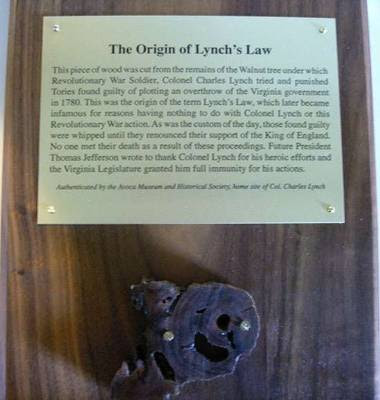 The Origin of Lynch's Law
This piece of wood was cut from the remains of the Walnut tree under which
Revolutionary War Soldier, Colonel Charles Lynch tried and punished
Tories found guilty of plotting an overthrow of the Virginia government
in 1780. This was the origin of the term Lynch's Law, which later became
infamous for reasons having nothing to do with Colonel Lynch or this
Revolutionary War action. As was the custom of the day, those found guilty
were whipped until they renounced their support of the King of England.
No one met their death as a result of these proceedings. Future President
Thomas Jefferson wrote to thank Colonel Lynch for his heroic efforts and
the Virginia Legislature granted him full immunity for his actions.
Authenticated by the Avoca Museum and Historical Society, home site of Col. Charles Lynch